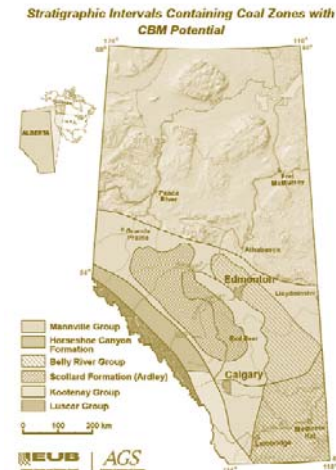 Stratigraphic Intervals Containing Coal Zones with
CBM Potential
ALBERTA
Peace
River
Fort
McMurray
Grande
Prairie
Athabasca
Edmonton
Lloydminster
Red Deer
Calgary
Medicine
Hat
Lethbridge
Mannville Group
Horseshoe Canyon
Formation
Belly River Group
Scollard Formation (Ardley)
Kootenay Group
Luscar Group
0 100 200 km
EUB
AGS